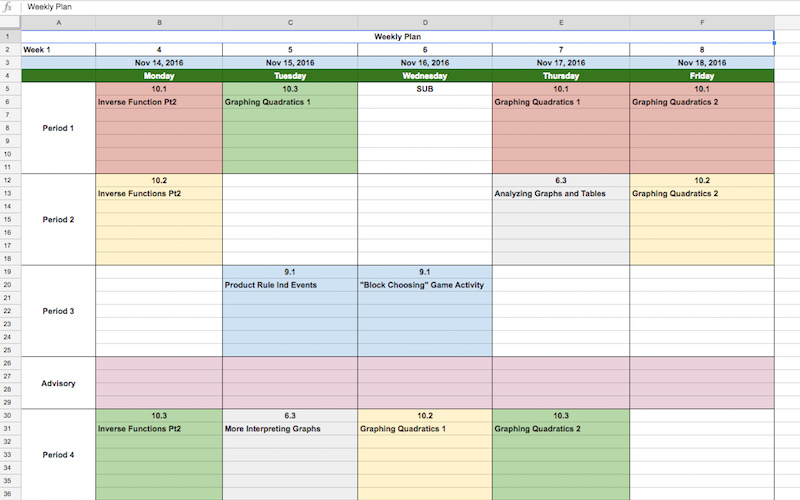 fx Weekly Plan
A B C D E F
1 Weekly Plan
2 Week 1 4 5 6 7 8
3 Nov 14, 2016 Nov 15, 2016 Nov 16, 2016 Nov 17, 2016 Nov 18, 2016
4 Monday Tuesday Wednesday Thursday Friday
5 10.1 10.3 SUB 10.1 10.1
6 Inverse Function Pt2 Graphing Quadratics 1 Graphing Quadratics 1 Graphing Quadratics 2
7
8 Period 1
9
10
11
12 10.2 6.3 10.2
13 Inverse Functions Pt2 Analyzing Graphs and Tables Graphing Quadratics 2
14
15 Period 2
16
17
18
19 9.1 9.1
20 Product Rule Ind Events "Block Choosing" Game Activity
21
22 Period 3
23
24
25
26
27
28 Advisory
29
30 10.3 6.3 10.2 10.3
31 Inverse Functions Pt2 More Interpreting Graphs Graphing Quadratics 1 Graphing Quadratics 2
32
33 Period 4
34
35
36